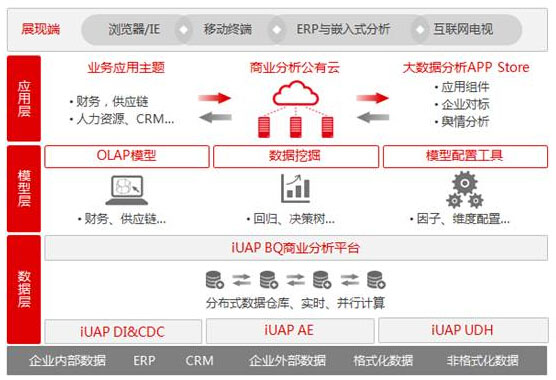 展现端 浏览器/IE 移动终端 ERP与嵌入式分析 互联网电视
应用层
业务应用主题 商业分析公有云 大数据分析APP Store
• 财务，供应链
• 人力资源、CRM...
• 应用组件
• 企业对标
• 舆情分析
模型层
OLAP模型 数据挖掘 模型配置工具
• 财务、供应链... • 回归、决策树... • 因子、维度配置...
数据层
iUAP BQ商业分析平台
分布式数据仓库、实时、并行计算
iUAP DI&CDC iUAP AE iUAP UDH
企业内部数据 ERP CRM 企业外部数据 格式化数据 非格式化数据